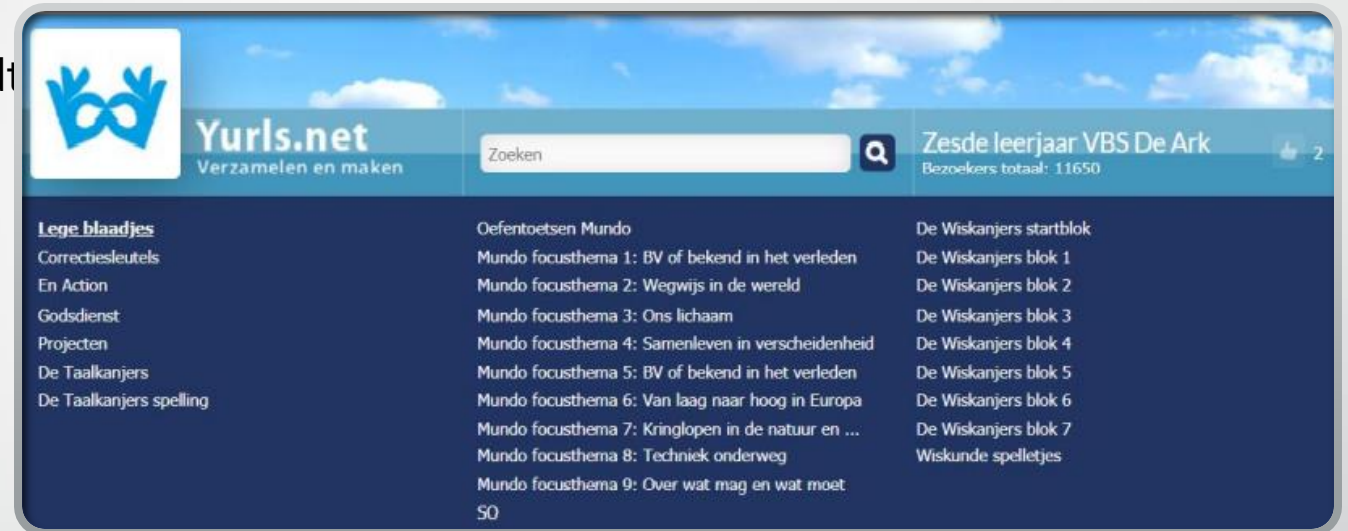 Yurls.net
Verzamelen en maken
Zoeken
Zesde leerjaar VBS De Ark
Bezoekers totaal: 11650
2
Lege blaadjes
Correctiesleutels
En Action
Godsdienst
Projecten
De Taalkanjers
De Taalkanjers spelling
Oefentoetsen Mundo
Mundo focusthema 1: BV of bekend in het verleden
Mundo focusthema 2: Wegwijs in de wereld
Mundo focusthema 3: Ons lichaam
Mundo focusthema 4: Samenleven in verscheidenheid
Mundo focusthema 5: BV of bekend in het verleden
Mundo focusthema 6: Van laag naar hoog in Europa
Mundo focusthema 7: Kringlopen in de natuur en ...
Mundo focusthema 8: Techniek onderweg
Mundo focusthema 9: Over wat mag en wat moet
SO
De Wiskanjers startblok
De Wiskanjers blok 1
De Wiskanjers blok 2
De Wiskanjers blok 3
De Wiskanjers blok 4
De Wiskanjers blok 5
De Wiskanjers blok 6
De Wiskanjers blok 7
Wiskunde spelletjes